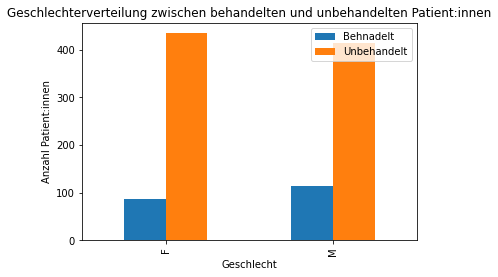 Geschlechterverteilung zwischen behandelten und unbehandelten Patient:innen
Behnadelt
Unbehandelt
Anzahl Patient:innen
400
300
200
100
0
F
M
Geschlecht